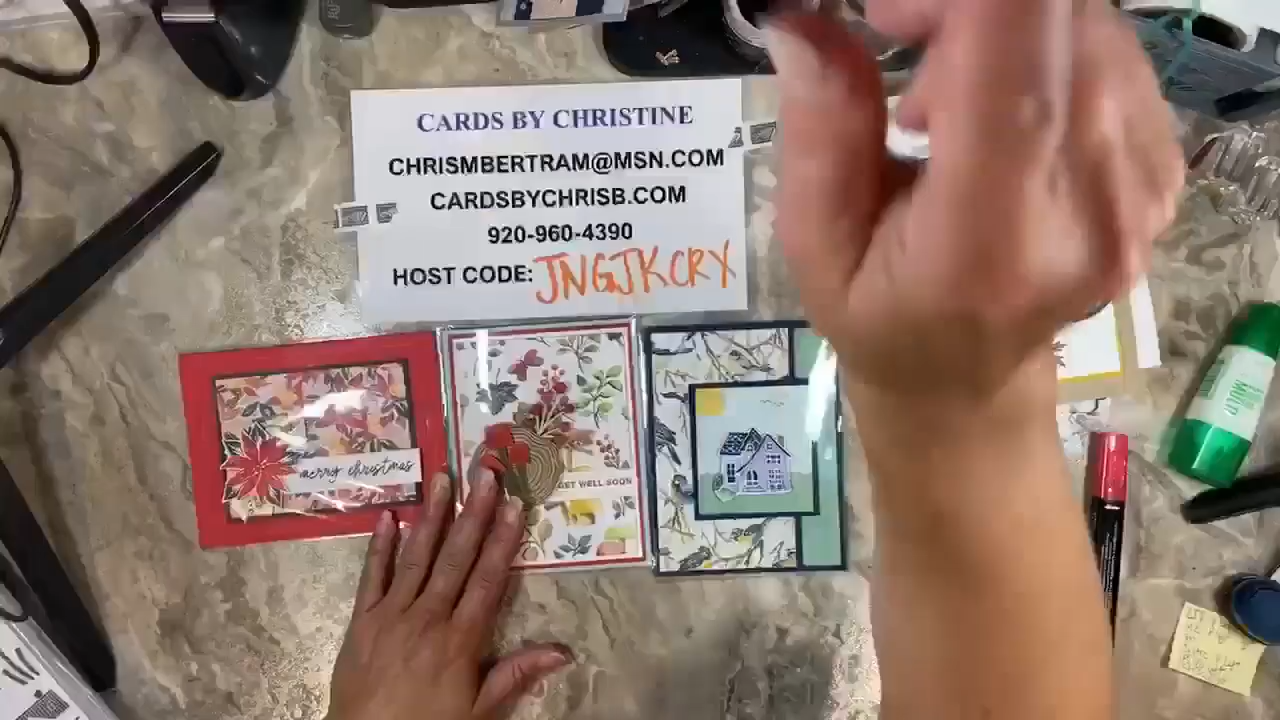 CARDS BY CHRISTINE
CHRISMBERTRAM@MSN.COM
CARDSBYCHRISB.COM
920-960-4390
HOST CODE: JNGJKCRY
merry christmas
GET WELL SOON
MULTI